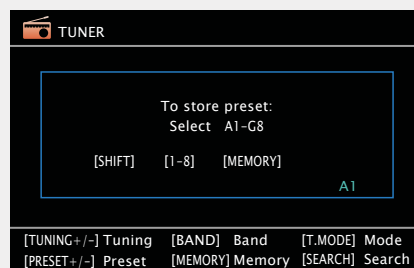 TUNER
To store preset:
Select A1-G8
[SHIFT] [1-8] [MEMORY]
A1
[TUNING+/-] Tuning [BAND] Band [T.MODE] Mode
[PRESET+/-] Preset [MEMORY] Memory [SEARCH] Search